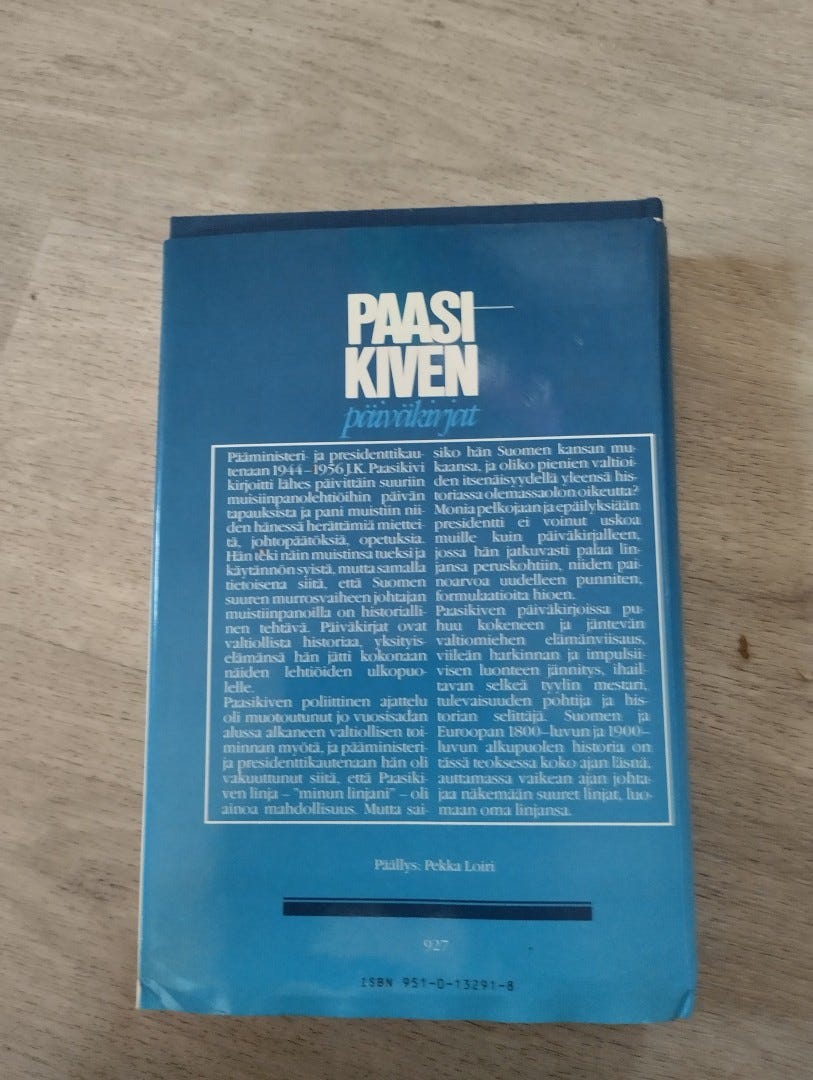 PAASI-
KIVEN
päiväkirjat
Pääministeri- ja presidenttikau-
tenaan 1944–1956 J.K. Paasikivi
kirjoitti lähes päivittäin suuriin
muistiinpanolehtiöihin päivän
tapauksista ja pani muistiin nii-
den hänessä herättämiä miettei-
tä, johtopäätöksiä, opetuksia.
Hän teki näin muistinsa tueksi ja
käytännön syistä, mutta samalla
tietoisena siitä, että Suomen
suuren murrosvaiheen johtajan
muistiinpanoilla on historialli-
nen tehtävä. Päiväkirjat ovat
valtiollista historiaa, yksityis-
elämänsä hän jätti kokonaan
näiden lehtiöiden ulkopuo-
lelle.
Paasikiven poliittinen ajattelu
oli muotoutunut jo vuosisadan
alussa alkaneen valtiollisen toi-
minnan myötä, ja pääministeri-
ja presidenttikautenaan hän oli
vakuuttunut siitä, että Paasiki-
ven linja – "minun linjani" – oli
ainoa mahdollisuus. Mutta sai-
siko hän Suomen kansan mu-
kaansa, ja oliko pienien valtioi-
den itsenäisyydellä yleensä his-
toriassa olemassaolon oikeutta?
Monia pelkojaan ja epäilyksiään
presidentti ei voinut uskoa
muille kuin päiväkirjalleen,
jossa hän jatkuvasti palaa lin-
jansa peruskohtiin, niiden pai-
noarvoa uudelleen punniten,
formulaatioita hioen.
Paasikiven päiväkirjoissa pu-
huu kokeneen ja jäntevän
valtiomiehen elämänviisaus,
viileän harkinnan ja impulsii-
visen luonteen jännitys, ihail-
tavan selkeä tyylin mestari,
tulevaisuuden pohtija ja his-
torian selittäjä. Suomen ja
Euroopan 1800–luvun ja 1900–
luvun alkupuolen historia on
tässä teoksessa koko ajan läsnä,
auttamassa vaikean ajan johta-
jaa näkemään suuret linjat, luo-
maan oma linjansa.
Päällys: Pekka Loiri
927
ISBN 951-0-13291-8